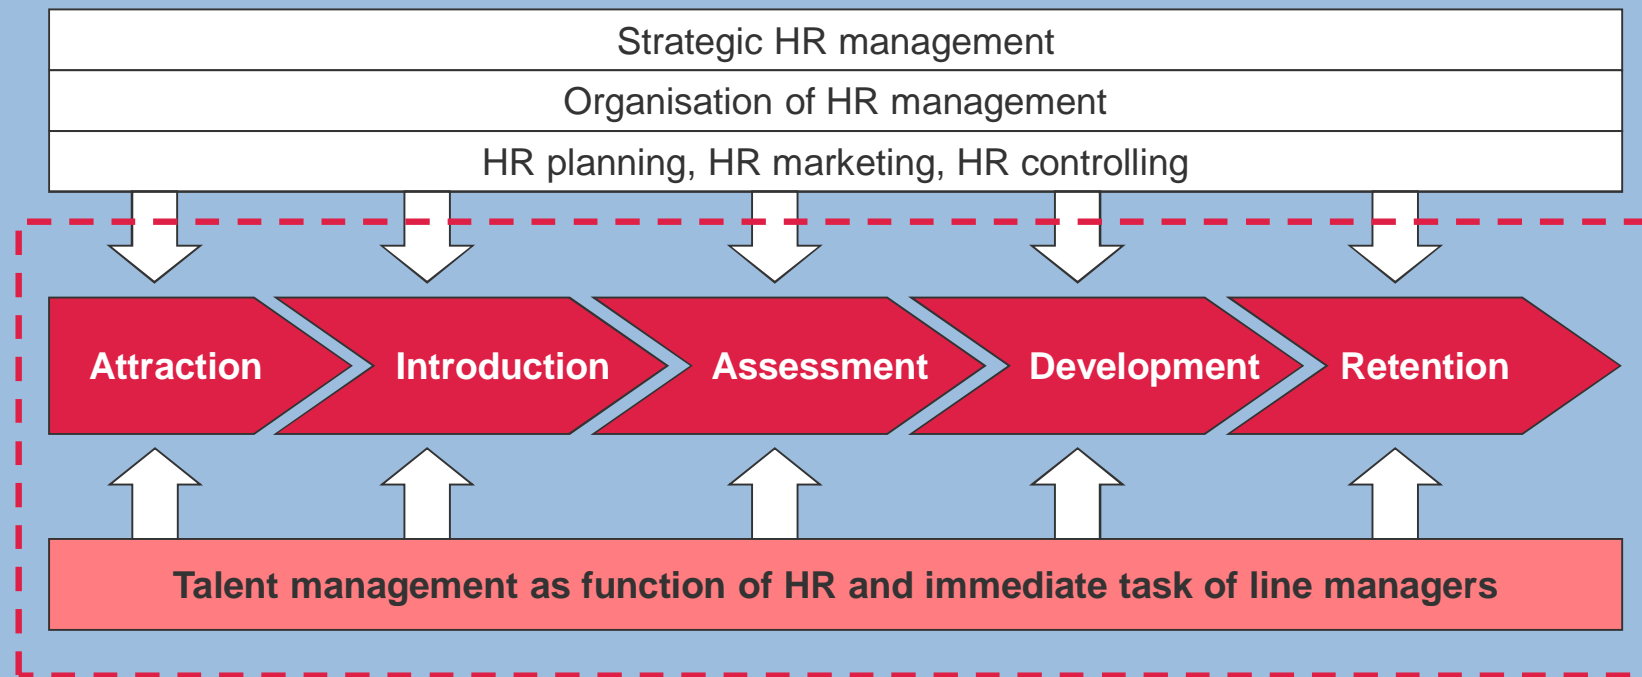 Strategic HR management
Organisation of HR management
HR planning, HR marketing, HR controlling
Attraction
Introduction
Assessment
Development
Retention
Talent management as function of HR and immediate task of line managers